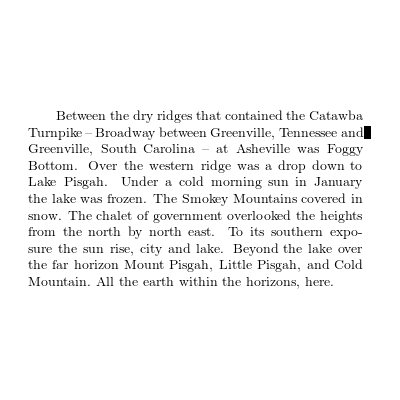 Between the dry ridges that contained the Catawba
Turnpike – Broadway between Greenville, Tennessee and
Greenville, South Carolina – at Asheville was Foggy
Bottom. Over the western ridge was a drop down to
Lake Pisgah. Under a cold morning sun in January
the lake was frozen. The Smokey Mountains covered in
snow. The chalet of government overlooked the heights
from the north by north east. To its southern expo-
sure the sun rise, city and lake. Beyond the lake over
the far horizon Mount Pisgah, Little Pisgah, and Cold
Mountain. All the earth within the horizons, here.